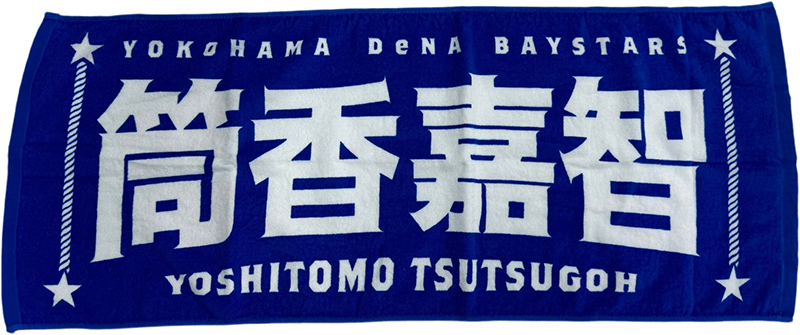 YOKOHAMA DeNA BAYSTARS
筒香嘉智
YOSHITOMO TSUTSUGOH